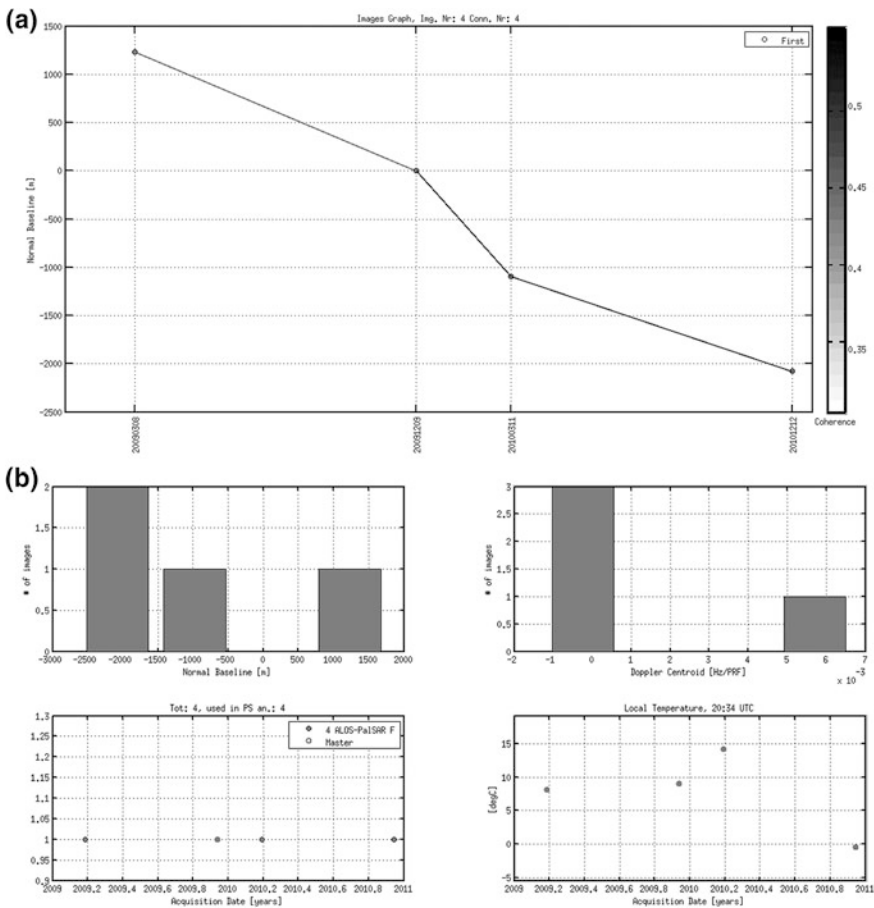 (a)
Images Graph, Img. Nr: 4 Conn. Nr: 4
First
1500
1000
500
0
-500
-1000
-1500
-2000
-2500
Normal Baseline [m]
20090308
20091209
20100311
20101212
0.5
0.45
0.4
0.35
Coherence
(b)
2
1.5
1
0.5
0
# of images
-3000 -2500 -2000 -1500 -1000 -500 0 500 1000 1500 2000
Normal Baseline [m]
3
2.5
2
1.5
1
0.5
0
# of images
-2 -1 0 1 2 3 4 5 6 7
Doppler Centroid [Hz/PRF]
x 10 -3
Tot: 4, used in PS an.: 4
4 ALOS-PalSAR F
Master
1.3
1.25
1.2
1.15
1.1
1.05
1
0.95
0.9
2009 2009.2 2009.4 2009.6 2009.8 2010 2010.2 2010.4 2010.6 2010.8 2011
Acquisition Date [years]
Local Temperature, 20:34 UTC
15
10
5
0
-5
[degC]
2009 2009.2 2009.4 2009.6 2009.8 2010 2010.2 2010.4 2010.6 2010.8 2011
Acquisition Date [years]